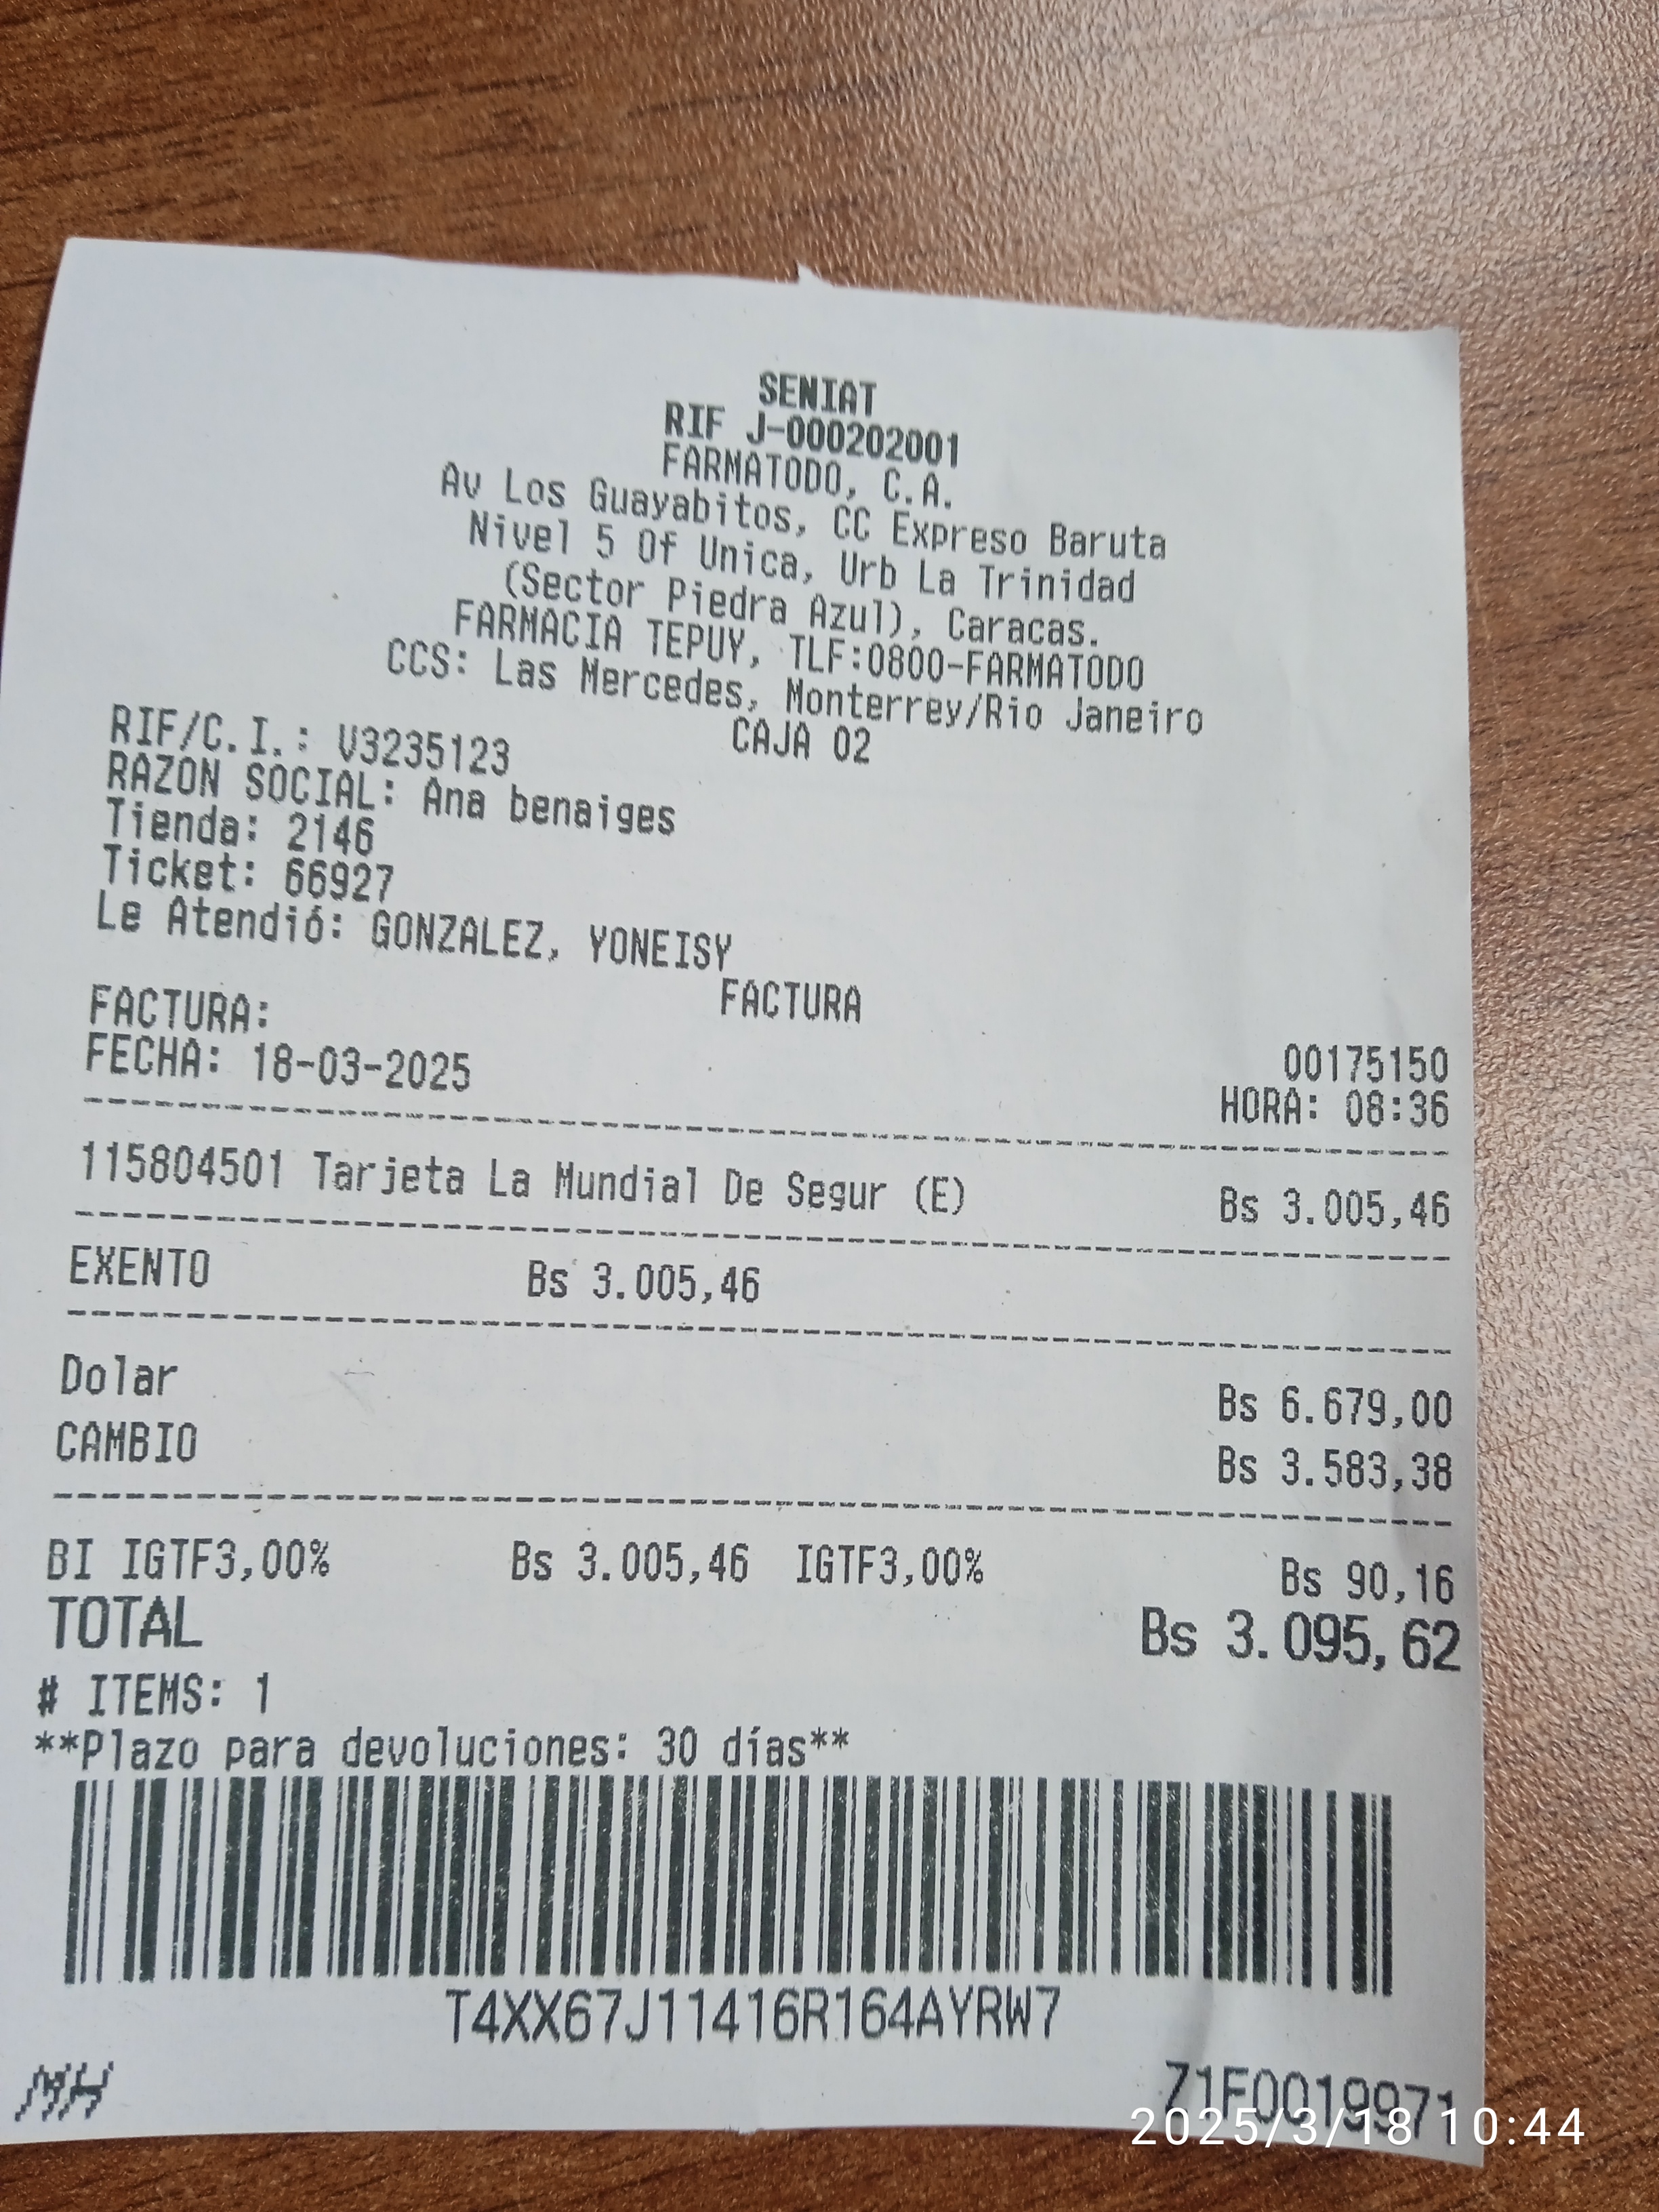 SENIAT
RIF J-000202001
FARMATODO, C.A.
Av Los Guayabitos, CC Expreso Baruta
Nivel 5 Of Unica, Urb La Trinidad
(Sector Piedra Azul), Caracas.
FARMACIA TEPUY, TLF:0800-FARMATODO
CCS: Las Mercedes, Monterrey/Rio Janeiro
CAJA 02
RIF/C.I.: V3235123
RAZON SOCIAL: Ana benaiges
Tienda: 2146
Ticket: 66927
Le Atendió: GONZALEZ, YONEISY
FACTURA
FACTURA: 00175150
FECHA: 18-03-2025 HORA: 08:36
115804501 Tarjeta La Mundial De Segur (E) Bs 3.005,46
EXENTO Bs 3.005,46
Dolar Bs 6.679,00
CAMBIO Bs 3.583,38
BI IGTF3,00% Bs 3.005,46 IGTF3,00% Bs 90,16
TOTAL Bs 3.095,62
# ITEMS: 1
**Plazo para devoluciones: 30 días**
T4XX67J11416R164AYRW7
MH Z1F0019971
2025/3/18 10:44